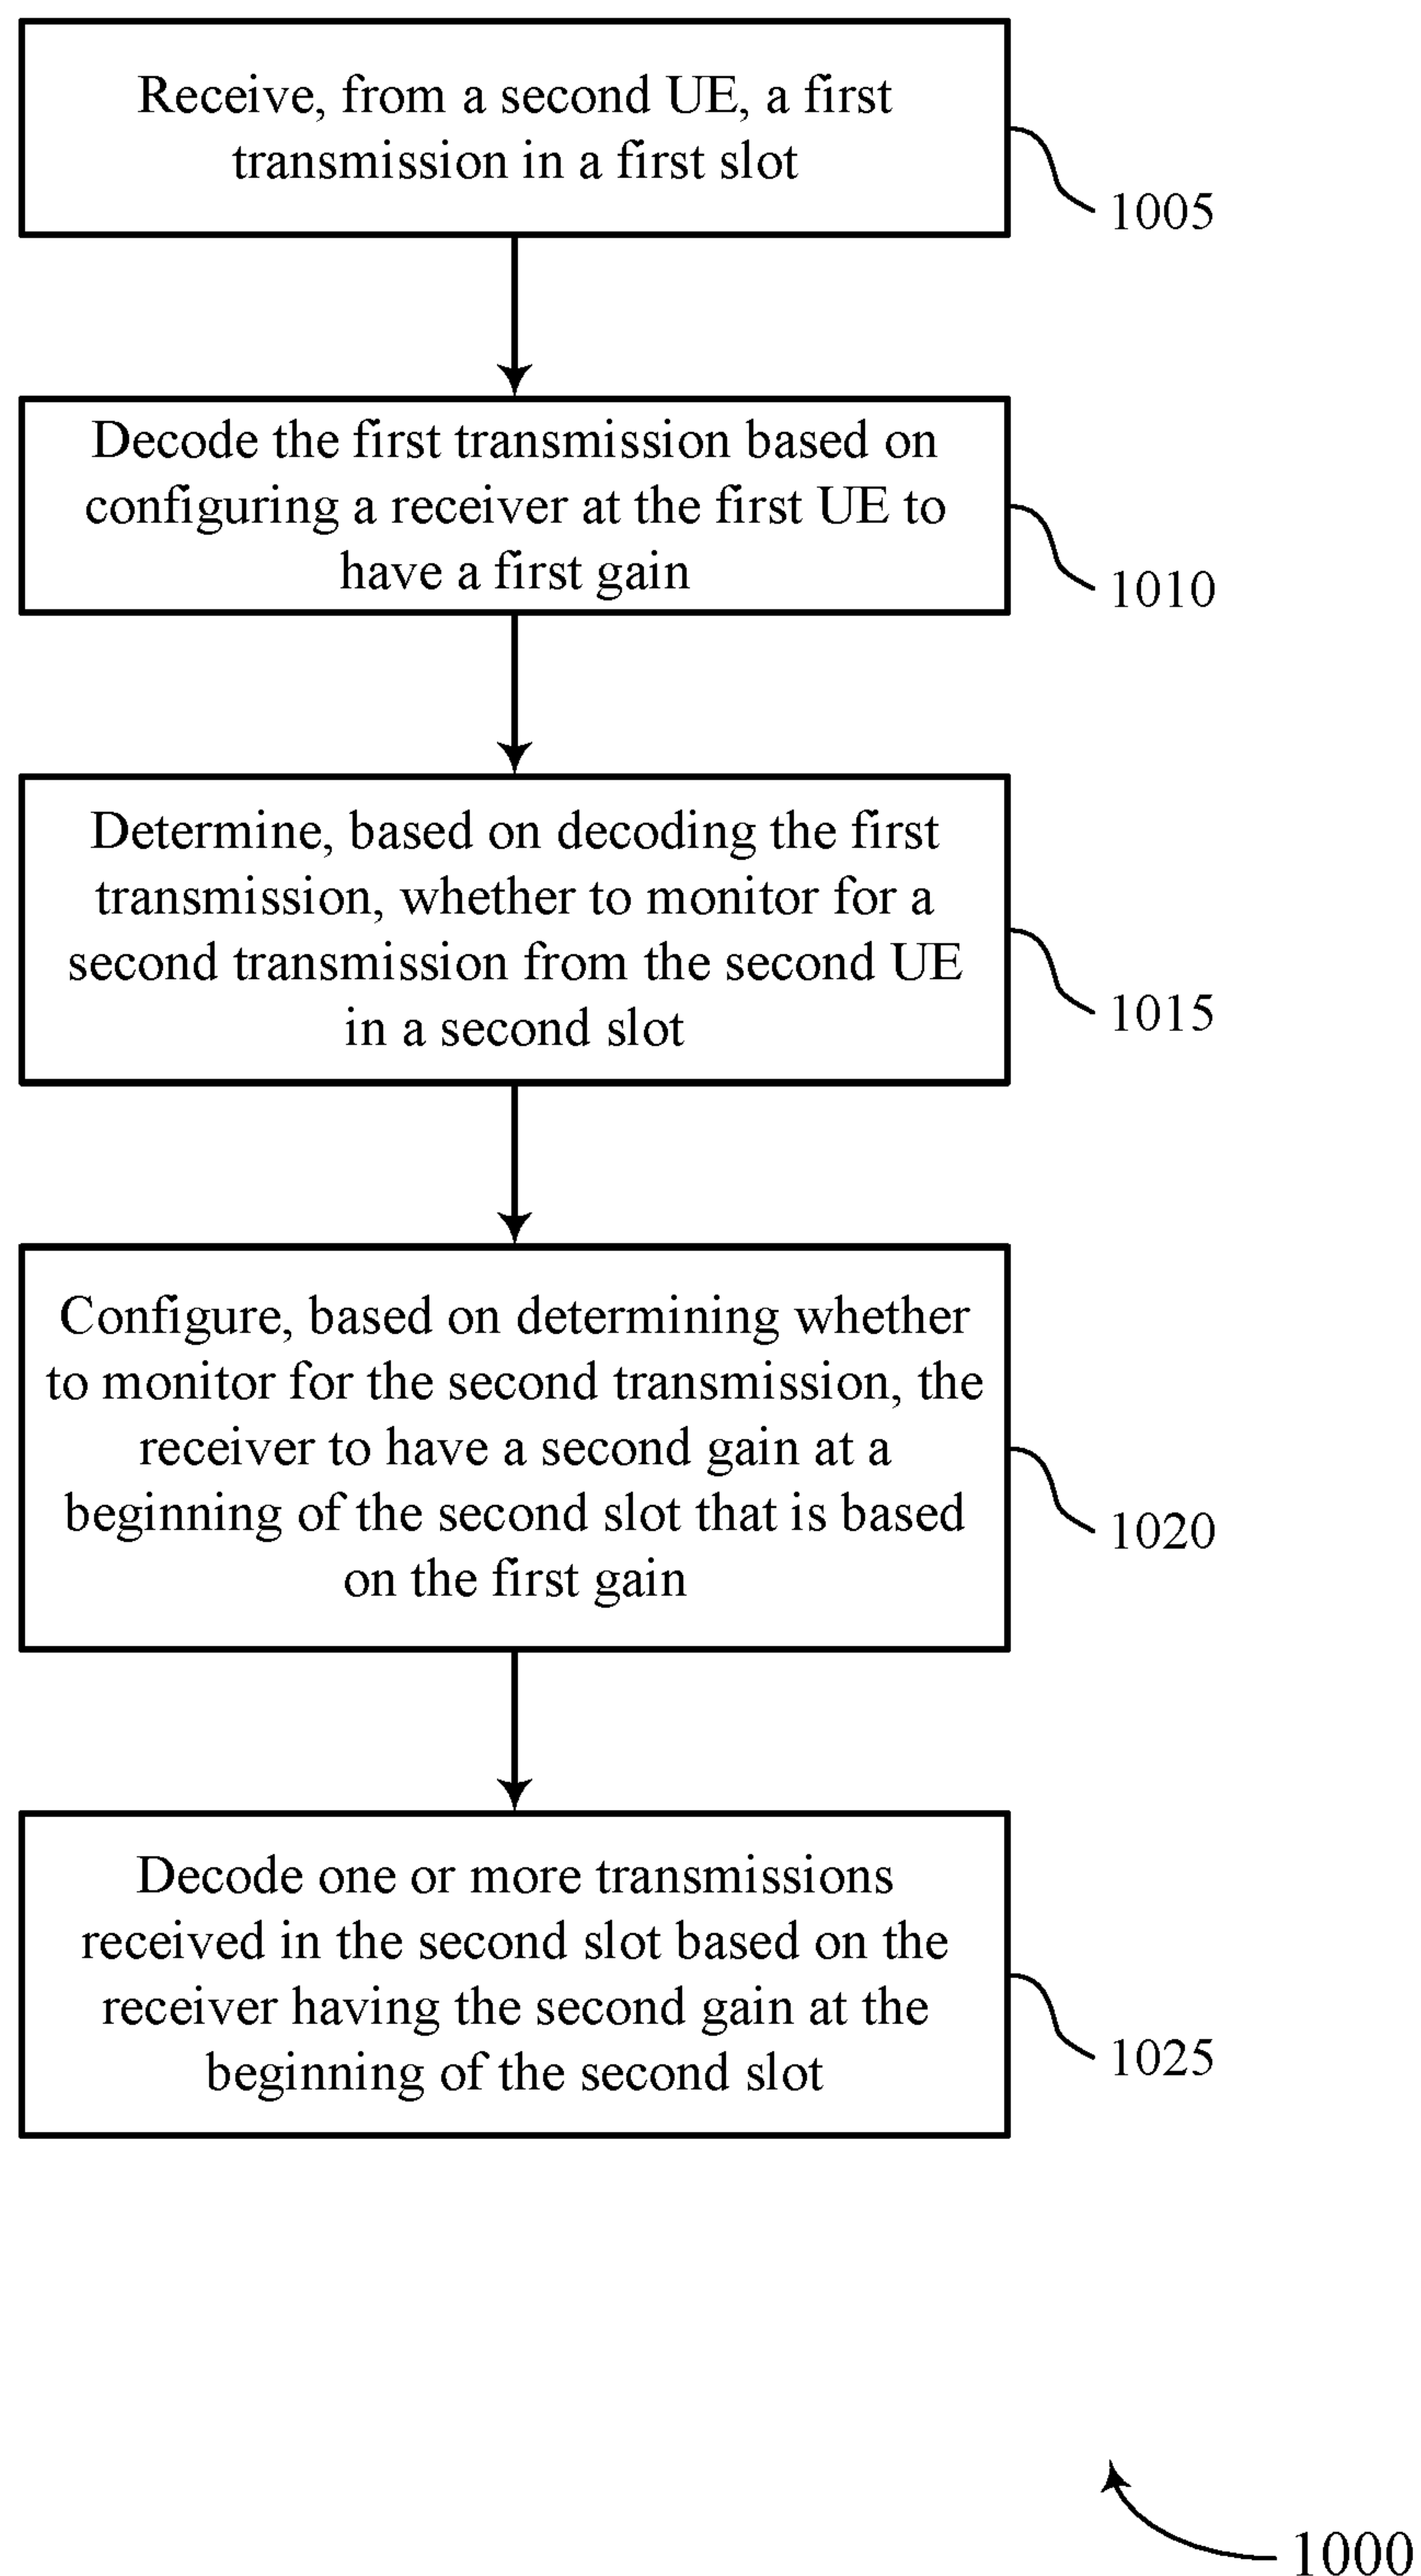 Receive, from a second UE, a first
transmission in a first slot
1005
Decode the first transmission based on
configuring a receiver at the first UE to
have a first gain
1010
Determine, based on decoding the first
transmission, whether to monitor for a
second transmission from the second UE
in a second slot
1015
Configure, based on determining whether
to monitor for the second transmission, the
receiver to have a second gain at a
beginning of the second slot that is based
on the first gain
1020
Decode one or more transmissions
received in the second slot based on the
receiver having the second gain at the
beginning of the second slot
1025
1000